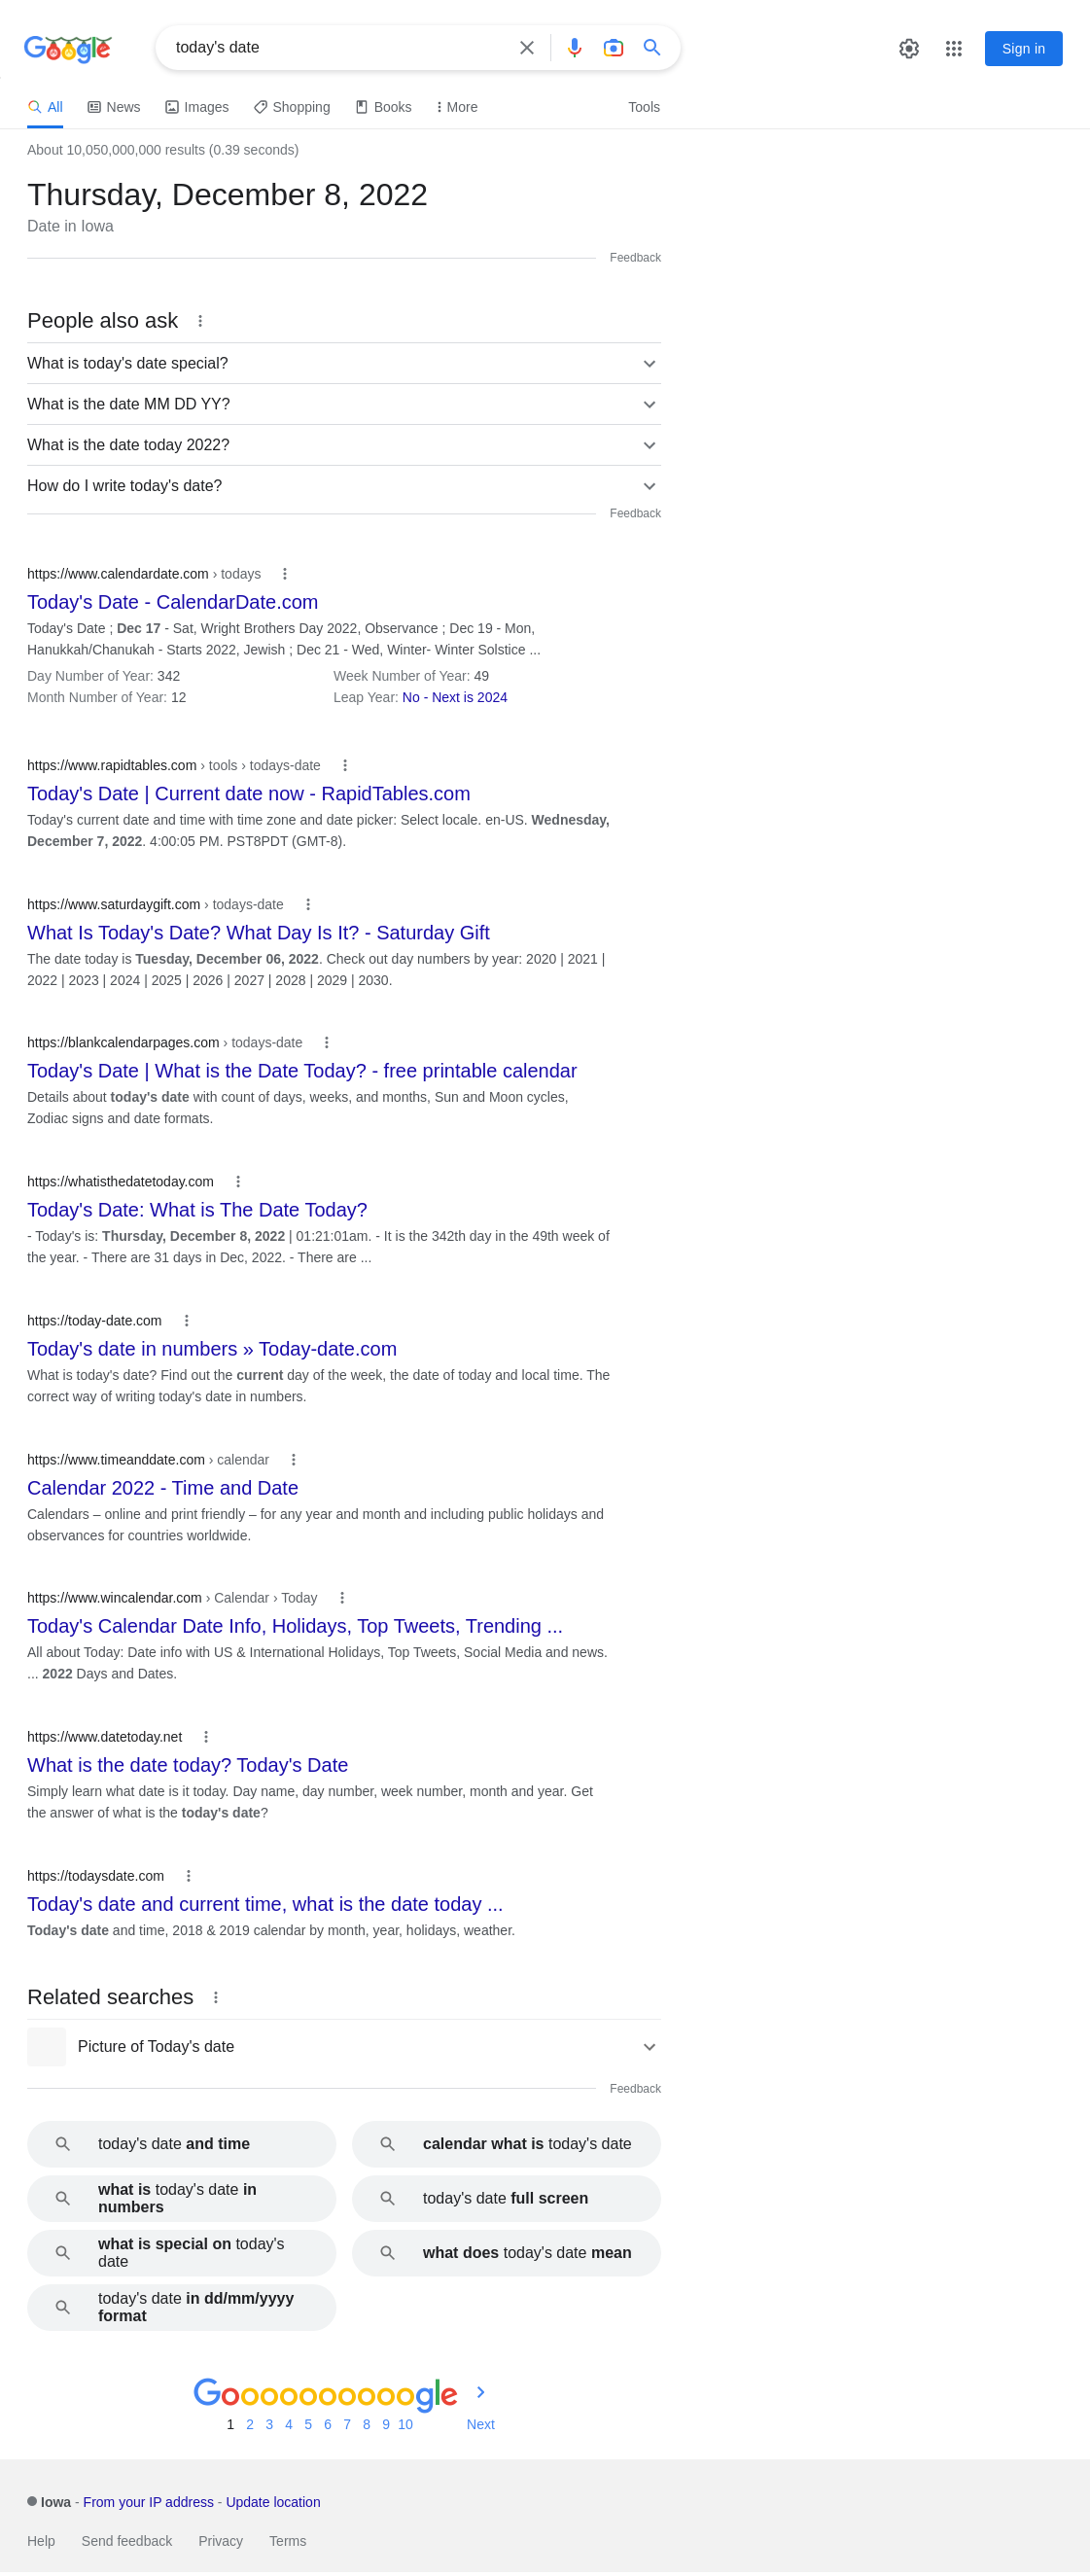 Google
today's date
Sign in
All
News
Images
Shopping
Books
More
Tools
About 10,050,000,000 results (0.39 seconds)
Thursday, December 8, 2022
Date in Iowa
Feedback
People also ask
What is today's date special?
What is the date MM DD YY?
What is the date today 2022?
How do I write today's date?
Feedback
https://www.calendardate.com › todays
Today's Date - CalendarDate.com
Today's Date ; Dec 17 - Sat, Wright Brothers Day 2022, Observance ; Dec 19 - Mon,
Hanukkah/Chanukah - Starts 2022, Jewish ; Dec 21 - Wed, Winter- Winter Solstice ...
Day Number of Year: 342
Week Number of Year: 49
Month Number of Year: 12
Leap Year: No - Next is 2024
https://www.rapidtables.com › tools › todays-date
Today's Date | Current date now - RapidTables.com
Today's current date and time with time zone and date picker: Select locale. en-US. Wednesday,
December 7, 2022. 4:00:05 PM. PST8PDT (GMT-8).
https://www.saturdaygift.com › todays-date
What Is Today's Date? What Day Is It? - Saturday Gift
The date today is Tuesday, December 06, 2022. Check out day numbers by year: 2020 | 2021 |
2022 | 2023 | 2024 | 2025 | 2026 | 2027 | 2028 | 2029 | 2030.
https://blankcalendarpages.com › todays-date
Today's Date | What is the Date Today? - free printable calendar
Details about today's date with count of days, weeks, and months, Sun and Moon cycles,
Zodiac signs and date formats.
https://whatisthedatetoday.com
Today's Date: What is The Date Today?
- Today's is: Thursday, December 8, 2022 | 01:21:01am. - It is the 342th day in the 49th week of
the year. - There are 31 days in Dec, 2022. - There are ...
https://today-date.com
Today's date in numbers » Today-date.com
What is today's date? Find out the current day of the week, the date of today and local time. The
correct way of writing today's date in numbers.
https://www.timeanddate.com › calendar
Calendar 2022 - Time and Date
Calendars – online and print friendly – for any year and month and including public holidays and
observances for countries worldwide.
https://www.wincalendar.com › Calendar › Today
Today's Calendar Date Info, Holidays, Top Tweets, Trending ...
All about Today: Date info with US & International Holidays, Top Tweets, Social Media and news.
... 2022 Days and Dates.
https://www.datetoday.net
What is the date today? Today's Date
Simply learn what date is it today. Day name, day number, week number, month and year. Get
the answer of what is the today's date?
https://todaysdate.com
Today's date and current time, what is the date today ...
Today's date and time, 2018 & 2019 calendar by month, year, holidays, weather.
Related searches
Picture of Today's date
Feedback
today's date and time
calendar what is today's date
what is today's date in
numbers
today's date full screen
what is special on today's
date
what does today's date mean
today's date in dd/mm/yyyy
format
Goooooooooogle
1 2 3 4 5 6 7 8 9 10 Next
Iowa - From your IP address - Update location
Help Send feedback Privacy Terms